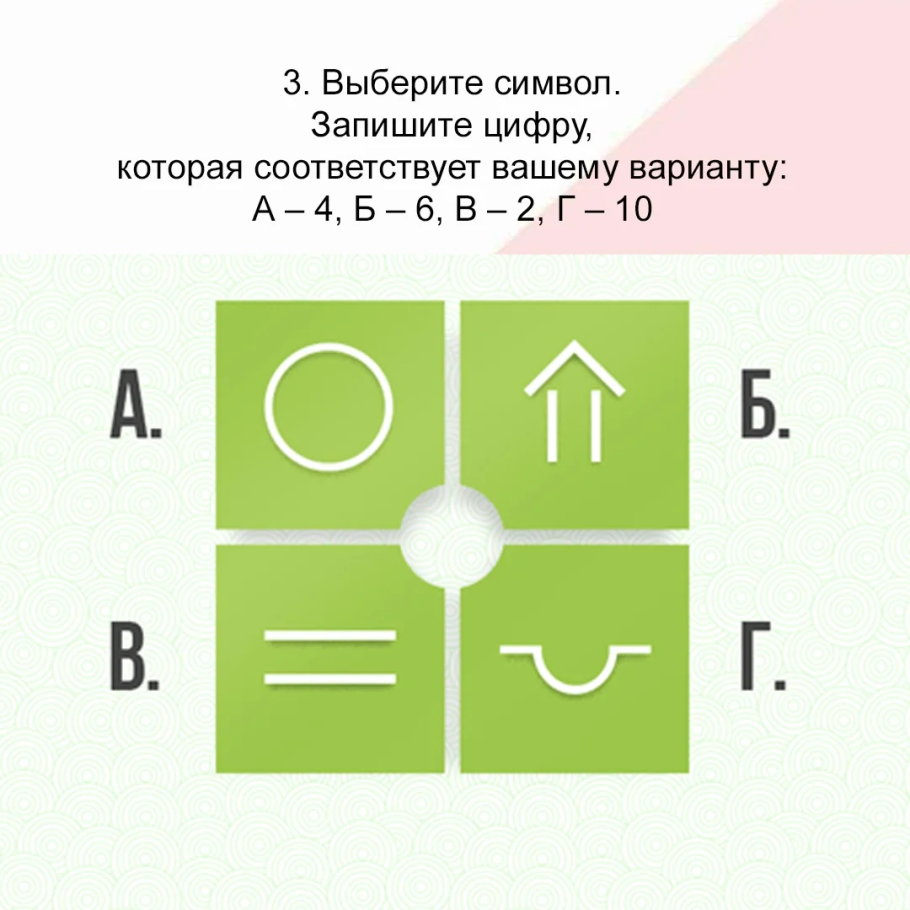 3. Выберите символ.
Запишите цифру,
которая соответствует вашему варианту:
А – 4, Б – 6, В – 2, Г – 10
А.
Б.
В.
Г.